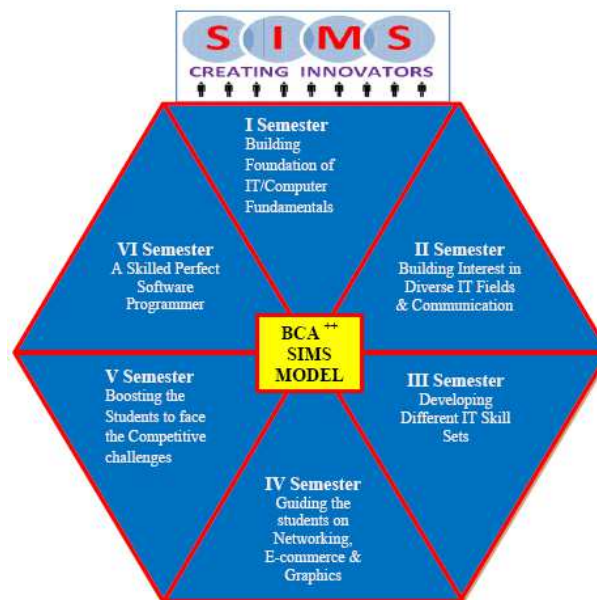 S I M S
CREATING INNOVATORS
I Semester
Building
Foundation of
IT/Computer
Fundamentals
II Semester
Building Interest in
Diverse IT Fields
& Communication
III Semester
Developing
Different IT Skill
Sets
IV Semester
Guiding the
students on
Networking,
E-commerce &
Graphics
V Semester
Boosting the
Students to face
the Competitive
challenges
VI Semester
A Skilled Perfect
Software
Programmer
BCA ++
SIMS
MODEL